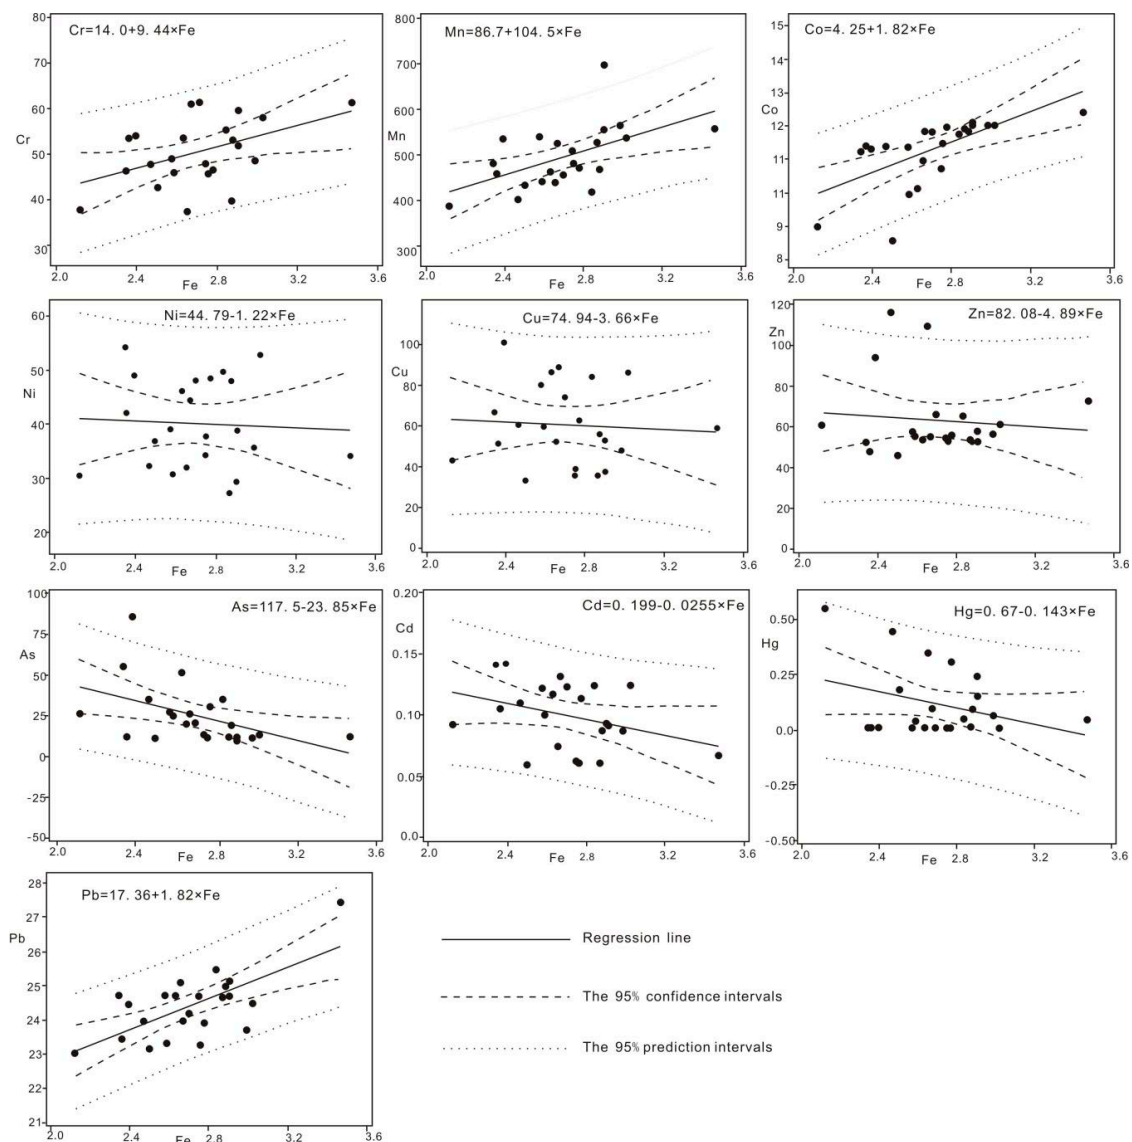 Cr=14. 0+9. 44×Fe
80
70
60
50
40
30
Cr
2.0 2.4 2.8 3.2 3.6
Fe
Mn=86.7+104. 5×Fe
800
700
600
500
400
300
Mn
2.0 2.4 2.8 3.2 3.6
Fe
Co=4. 25+1. 82×Fe
15
14
13
12
12
11
10
9
8
Co
2.0 2.4 2.8 3.2 3.6
Fe
Ni=44. 79-1. 22×Fe
60
50
40
30
20
Ni
2.0 2.4 2.8 3.2 3.6
Fe
Cu=74. 94-3. 66×Fe
100
80
60
40
20
0
Cu
2.0 2.4 2.8 3.2 3.6
Fe
Zn=82. 08-4. 89×Fe
120
100
80
60
40
20
0
Zn
2.0 2.4 2.8 3.2 3.6
Fe
As=117. 5-23. 85×Fe
100
75
50
25
0
-25
-50
As
2.0 2.4 2.8 3.2 3.6
Fe
Cd=0. 199-0. 0255×Fe
0.20
0.15
0.10
0.05
0.0
Cd
2.0 2.4 2.8 3.2 3.6
Fe
Hg=0. 67-0. 143×Fe
0.50
0.25
0.0
-0.25
-0.50
Hg
2.0 2.4 2.8 3.2 3.6
Fe
Pb=17. 36+1. 82×Fe
28
27
26
25
24
23
22
21
Pb
2.0 2.4 2.8 3.2 3.6
Fe
Regression line
The 95% confidence intervals
The 95% prediction intervals